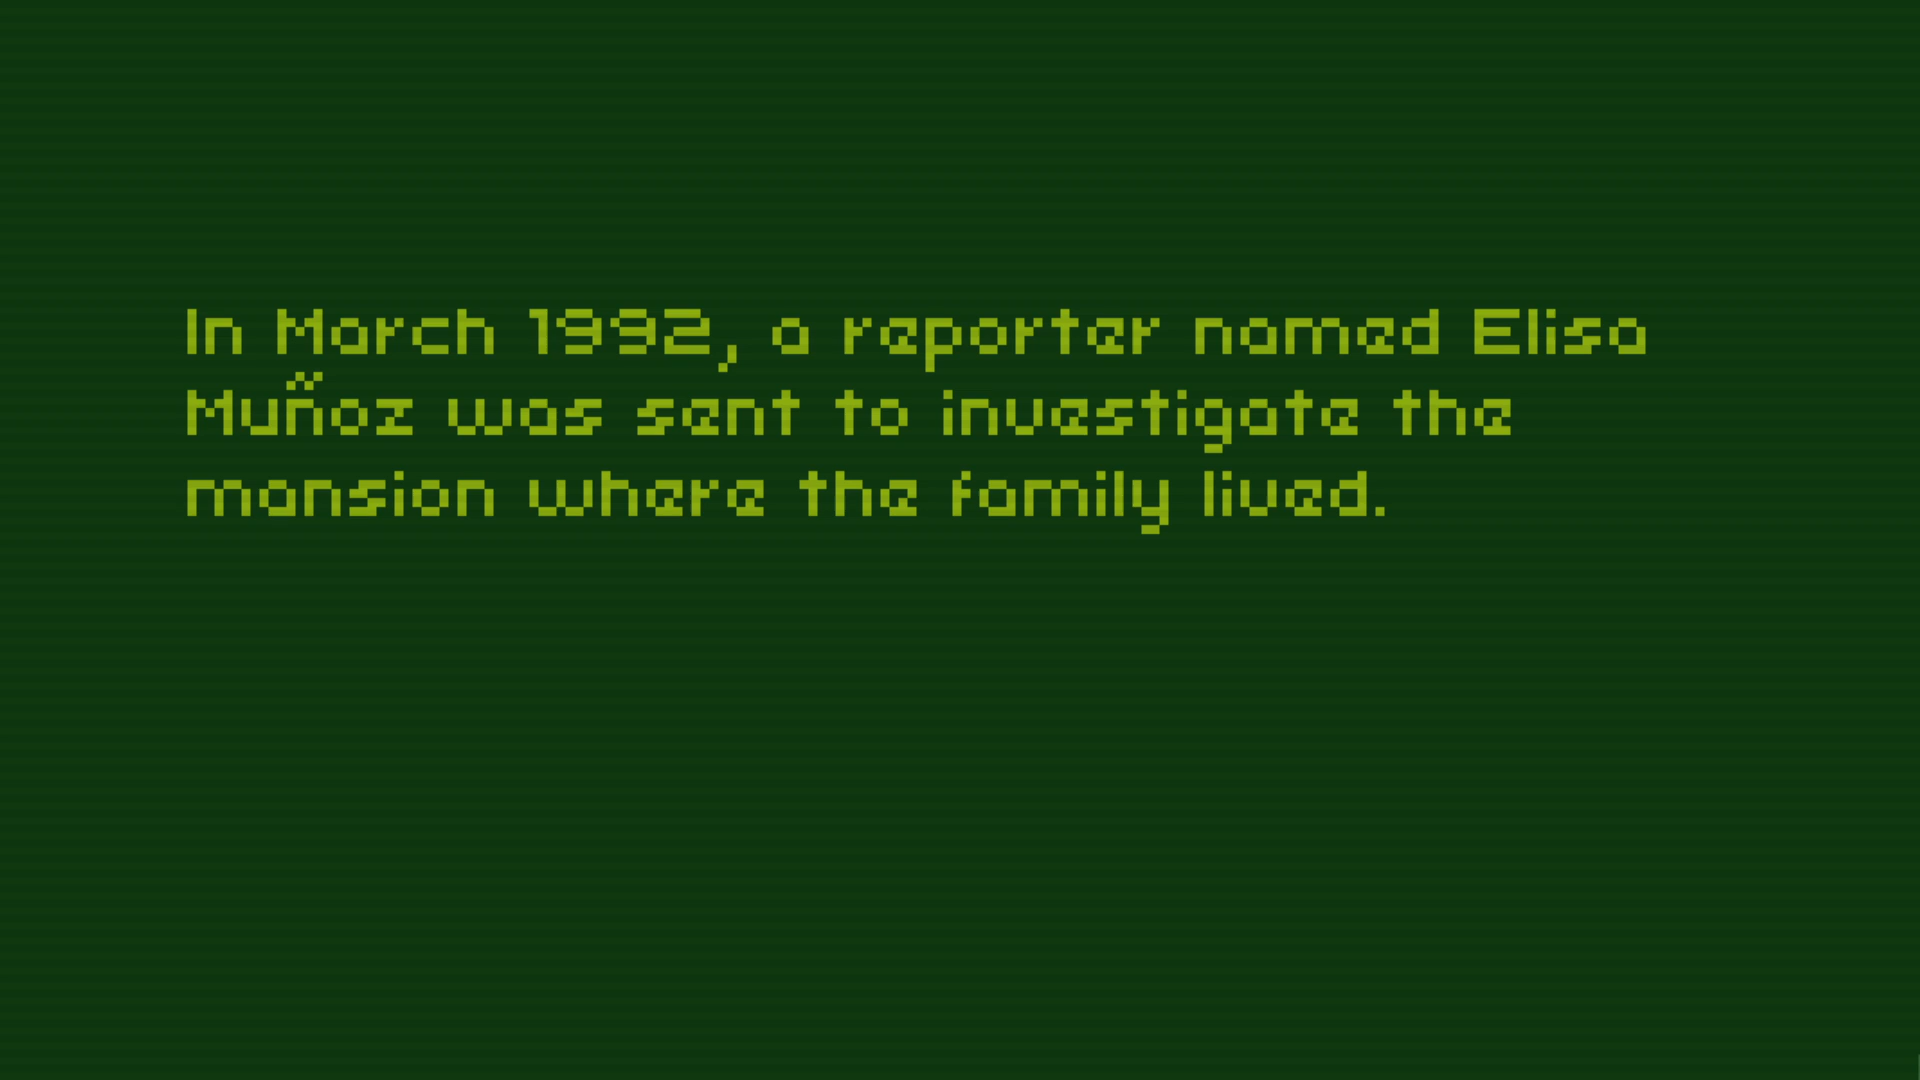 In March 1992, a reporter named Elisa
Muñoz was sent to investigate the
mansion where the family lived.